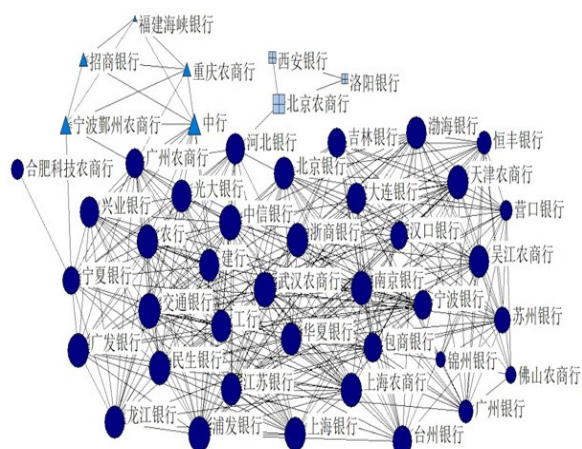 福建海峡银行
招商银行
重庆农商行
西安银行
洛阳银行
北京农商行
宁波鄞州农商行
中行
合肥科技农商行
广州农商行
河北银行
吉林银行
渤海银行
恒丰银行
北京银行
天津农商行
光大银行
大连银行
营口银行
兴业银行
中信银行
农行
浙商银行
汉口银行
吴江农商行
建行
宁夏银行
武汉农商行
南京银行
交通银行
宁波银行
工行
苏州银行
华夏银行
广发银行
包商银行
民生银行
锦州银行
佛山农商行
江苏银行
上海农商行
广州银行
龙江银行
浦发银行
上海银行
台州银行